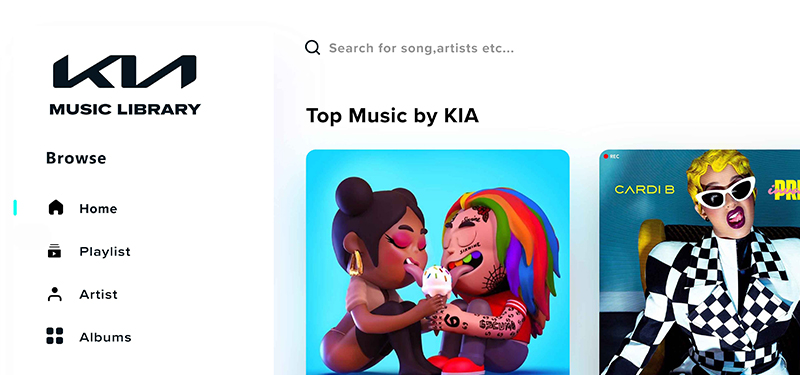 KIA
MUSIC LIBRARY
Browse
Home
Playlist
Artist
Albums
Search for song,artists etc...
Top Music by KIA
REC
CARDI B